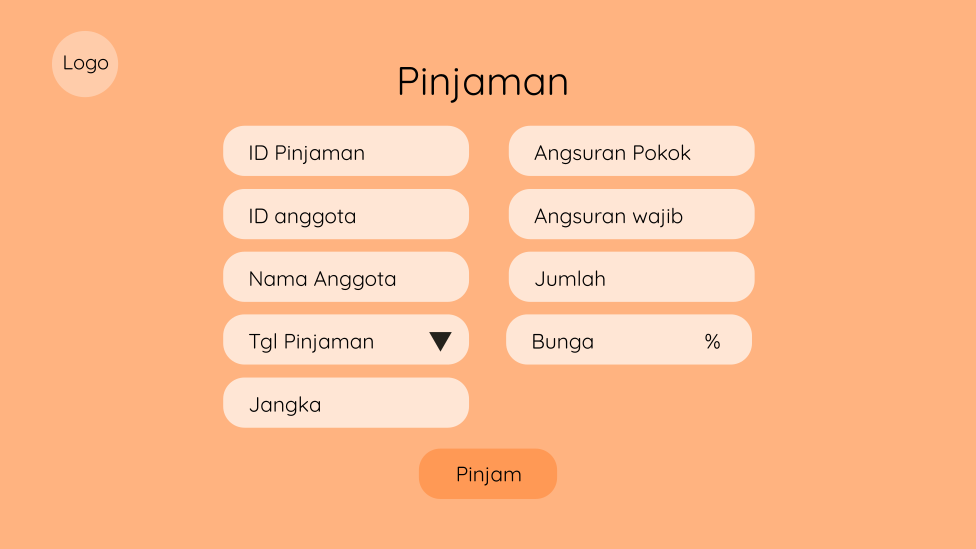 Logo
Pinjaman
ID Pinjaman
ID anggota
Nama Anggota
Tgl Pinjaman
Jangka
Angsuran Pokok
Angsuran wajib
Jumlah
Bunga %
Pinjam